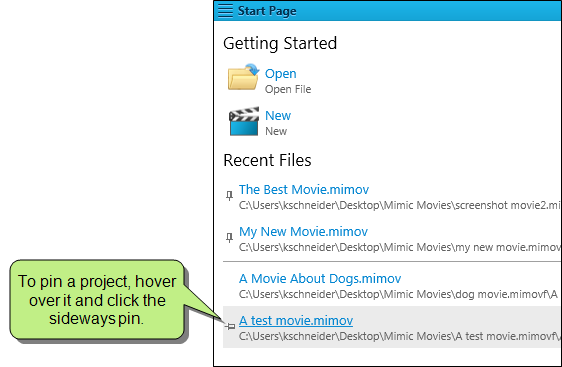 Start Page
Getting Started
Open
Open File
New
New
Recent Files
The Best Movie.mimov
C:\Users\kschneider\Desktop\Mimic Movies\screenshot movie2.mi
My New Movie.mimov
C:\Users\kschneider\Desktop\Mimic Movies\my new movie.mimov
A Movie About Dogs.mimov
C:\Users\kschneider\Desktop\Mimic Movies\dog movie.mimovf\A
To pin a project, hover
over it and click the
sideways pin.
A test movie.mimov
C:\Users\kschneider\Desktop\Mimic Movies\A test movie.mimovf\